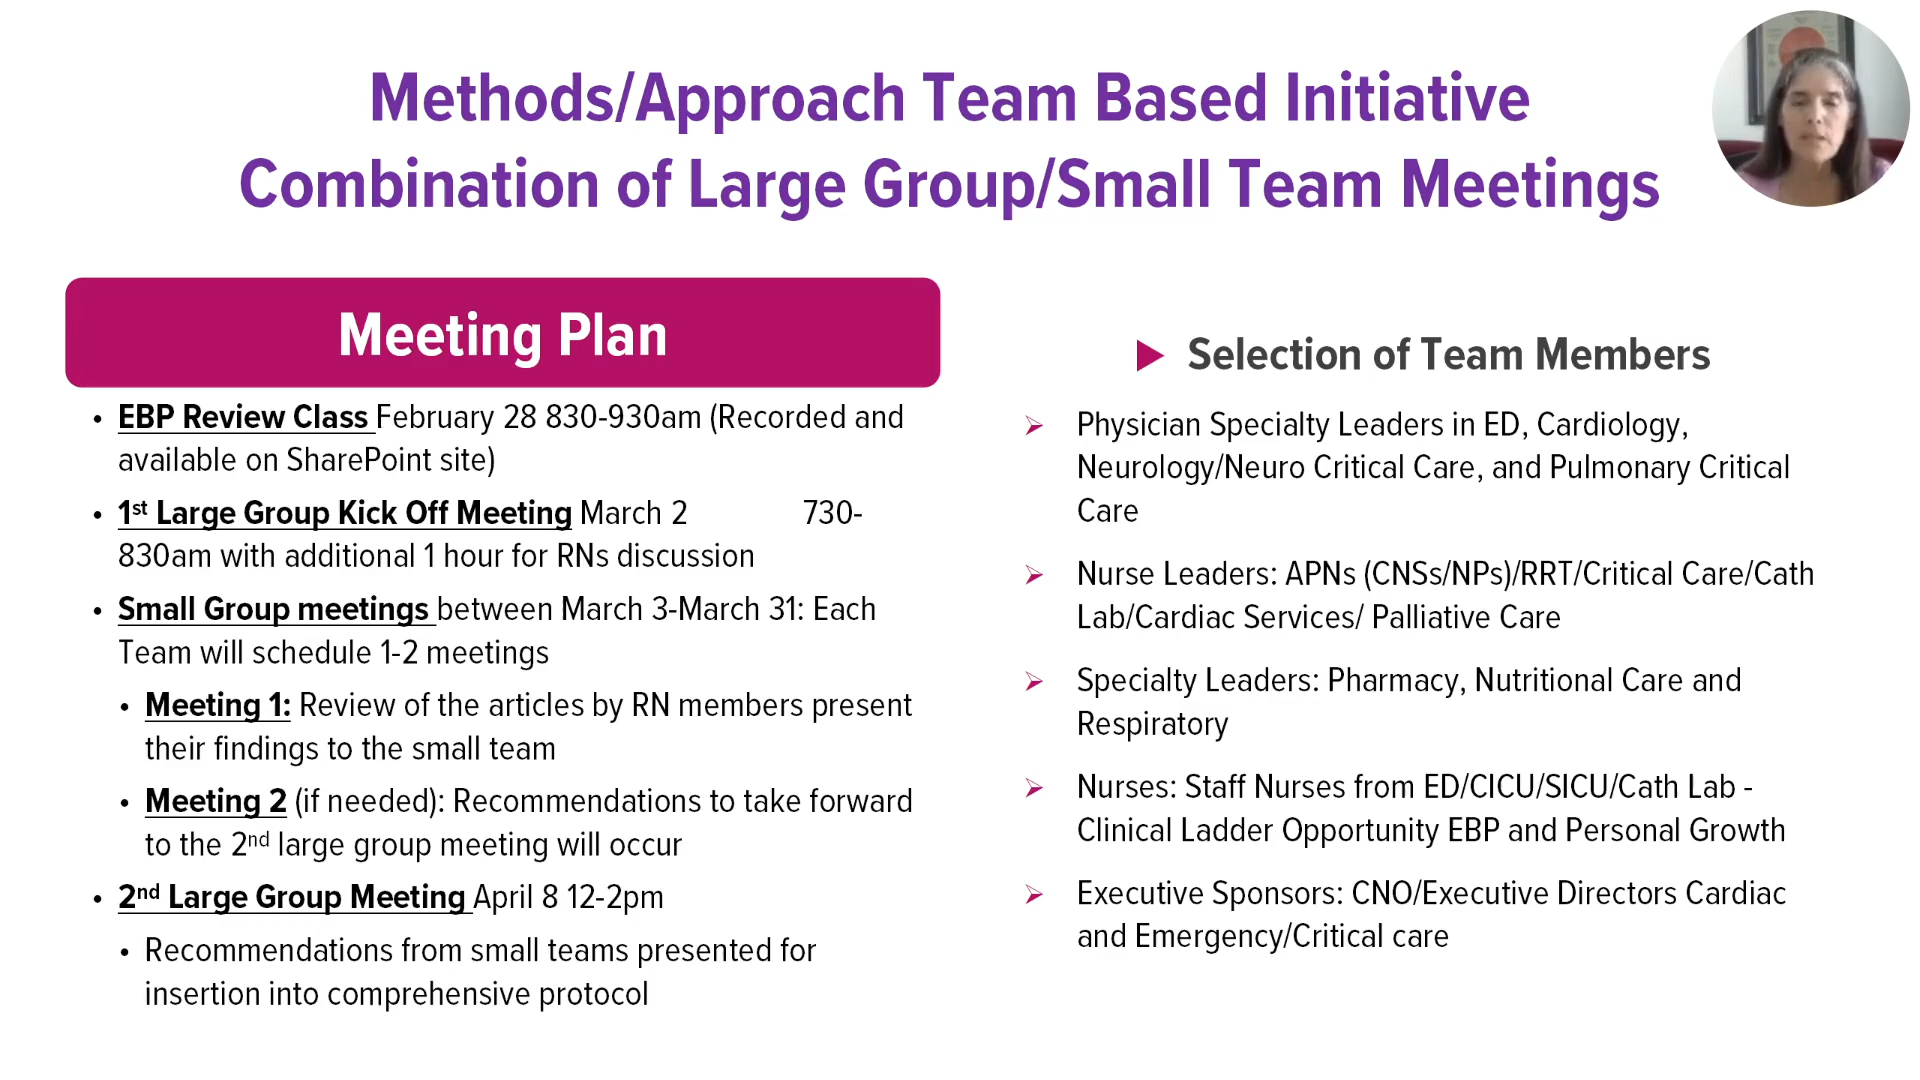 Methods/Approach Team Based Initiative
Combination of Large Group/Small Team Meetings
Meeting Plan
• EBP Review Class February 28 830-930am (Recorded and
available on SharePoint site)
• 1st Large Group Kick Off Meeting March 2 730-
830am with additional 1 hour for RNs discussion
• Small Group meetings between March 3-March 31: Each
Team will schedule 1-2 meetings
• Meeting 1: Review of the articles by RN members present
their findings to the small team
• Meeting 2 (if needed): Recommendations to take forward
to the 2nd large group meeting will occur
• 2nd Large Group Meeting April 8 12-2pm
• Recommendations from small teams presented for
insertion into comprehensive protocol
▶ Selection of Team Members
➢ Physician Specialty Leaders in ED, Cardiology,
Neurology/Neuro Critical Care, and Pulmonary Critical
Care
➢ Nurse Leaders: APNs (CNSs/NPs)/RRT/Critical Care/Cath
Lab/Cardiac Services/ Palliative Care
➢ Specialty Leaders: Pharmacy, Nutritional Care and
Respiratory
➢ Nurses: Staff Nurses from ED/CICU/SICU/Cath Lab -
Clinical Ladder Opportunity EBP and Personal Growth
➢ Executive Sponsors: CNO/Executive Directors Cardiac
and Emergency/Critical care